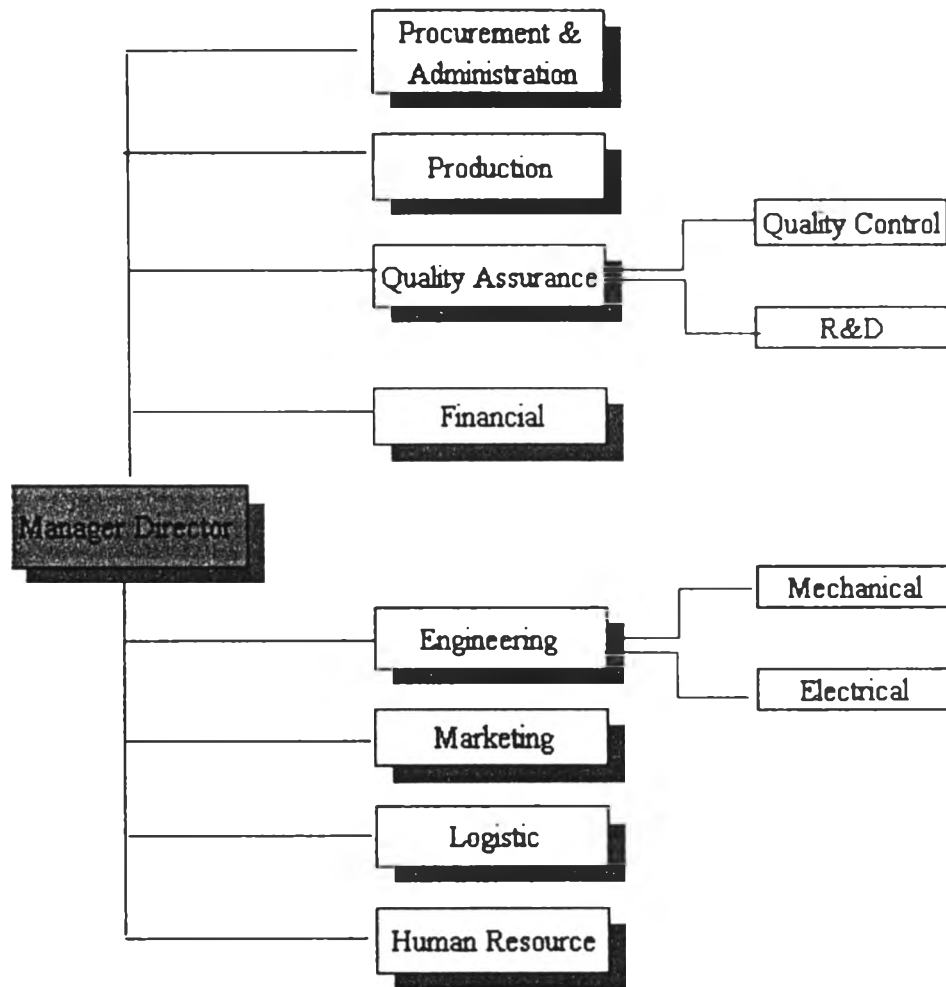 Procurement &
Administration
Production
Quality Assurance
Quality Control
R&D
Financial
Manager Director
Engineering
Mechanical
Electrical
Marketing
Logistic
Human Resource